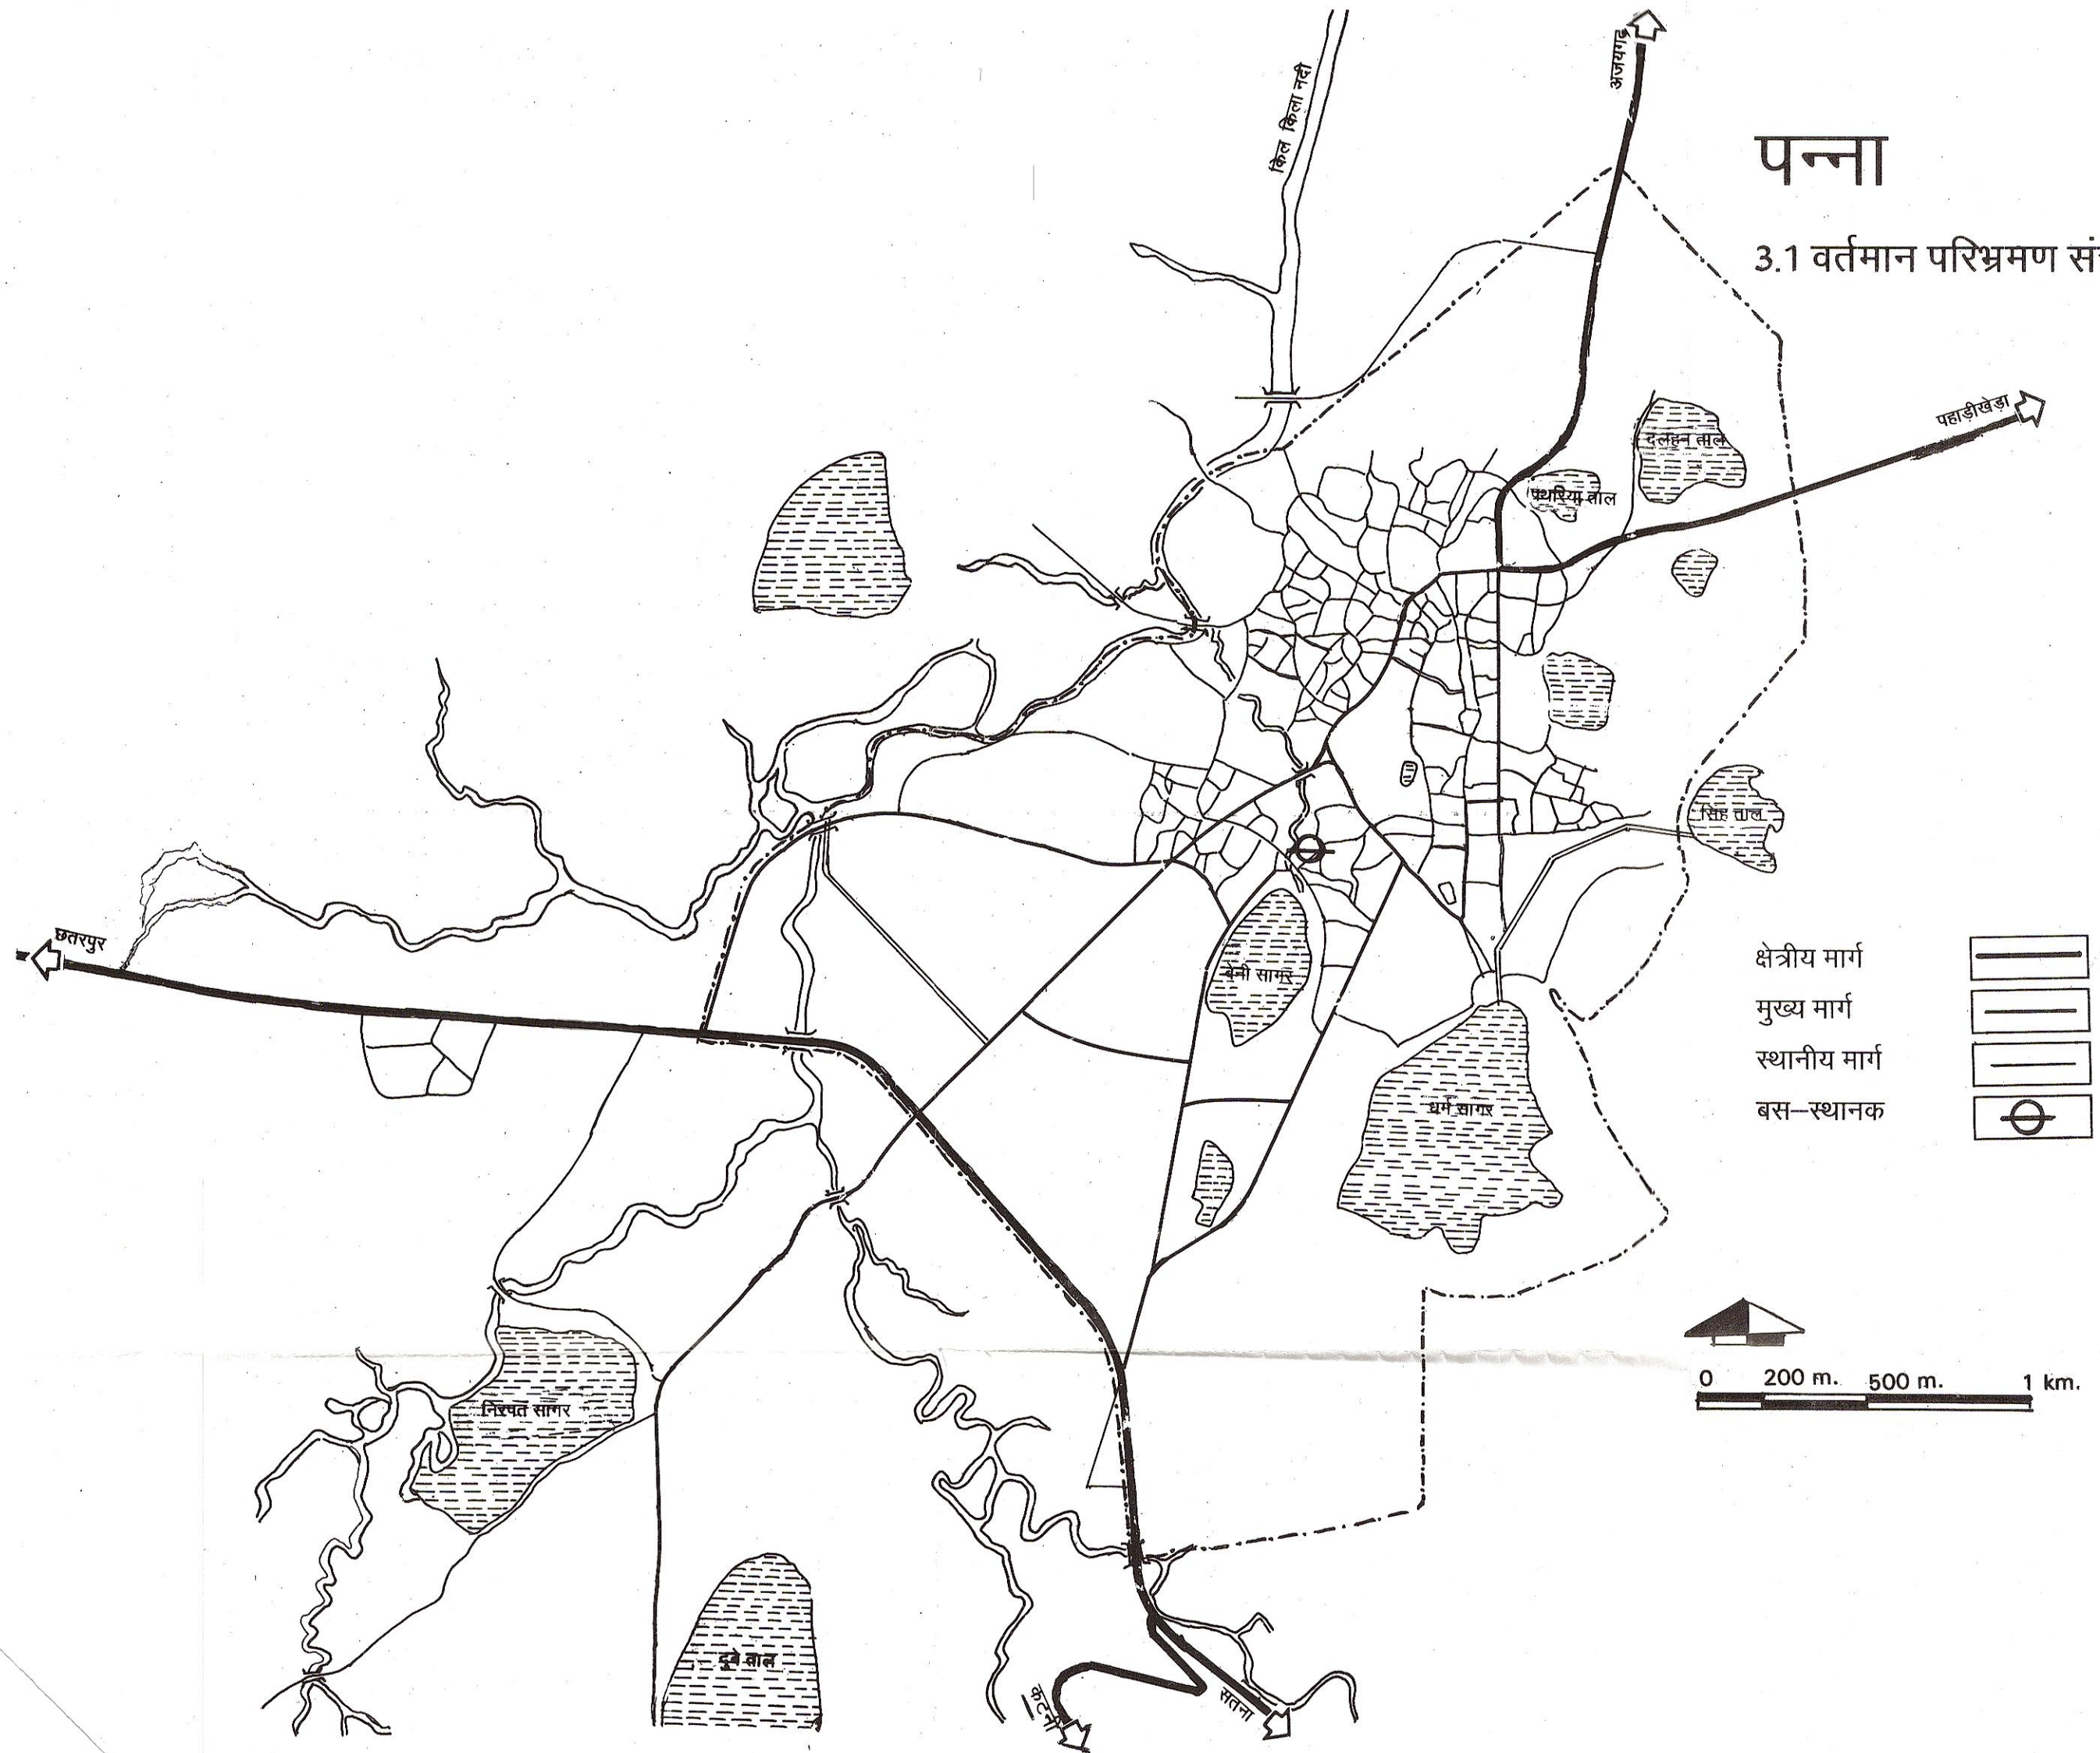 अजयगढ़
किल किला नदी
पन्ना
3.1 वर्तमान परिभ्रमण
पहाड़ीखेड़ा
दलहन ताल
पथरिया ताल
सिंह ताल
छतरपुर
बेनी सागर
क्षेत्रीय मार्ग
मुख्य मार्ग
स्थानीय मार्ग
बस–स्थानक
धर्म सागर
0 200 m. 500 m. 1 km.
निरपत सागर
दुबे ताल
कटनी
सतना